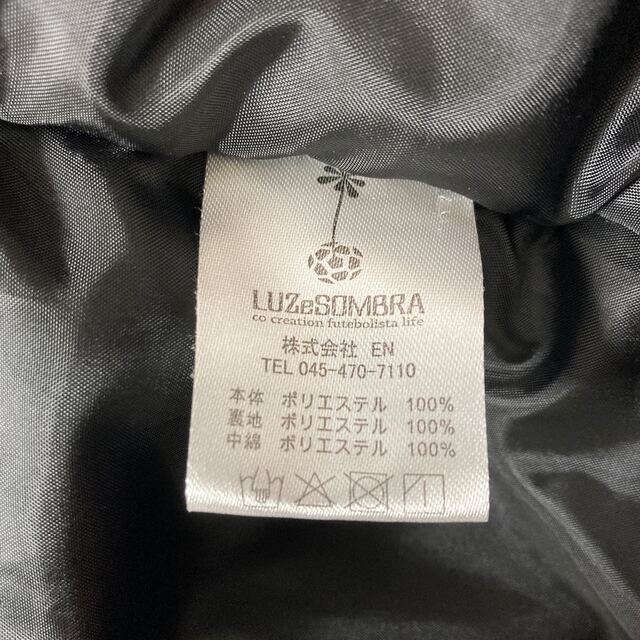 LUZeSOMBRA
co creation futebolista life
株式会社 EN
TEL 045-470-7110
本体 ポリエステル 100%
裏地 ポリエステル 100%
中綿 ポリエステル 100%